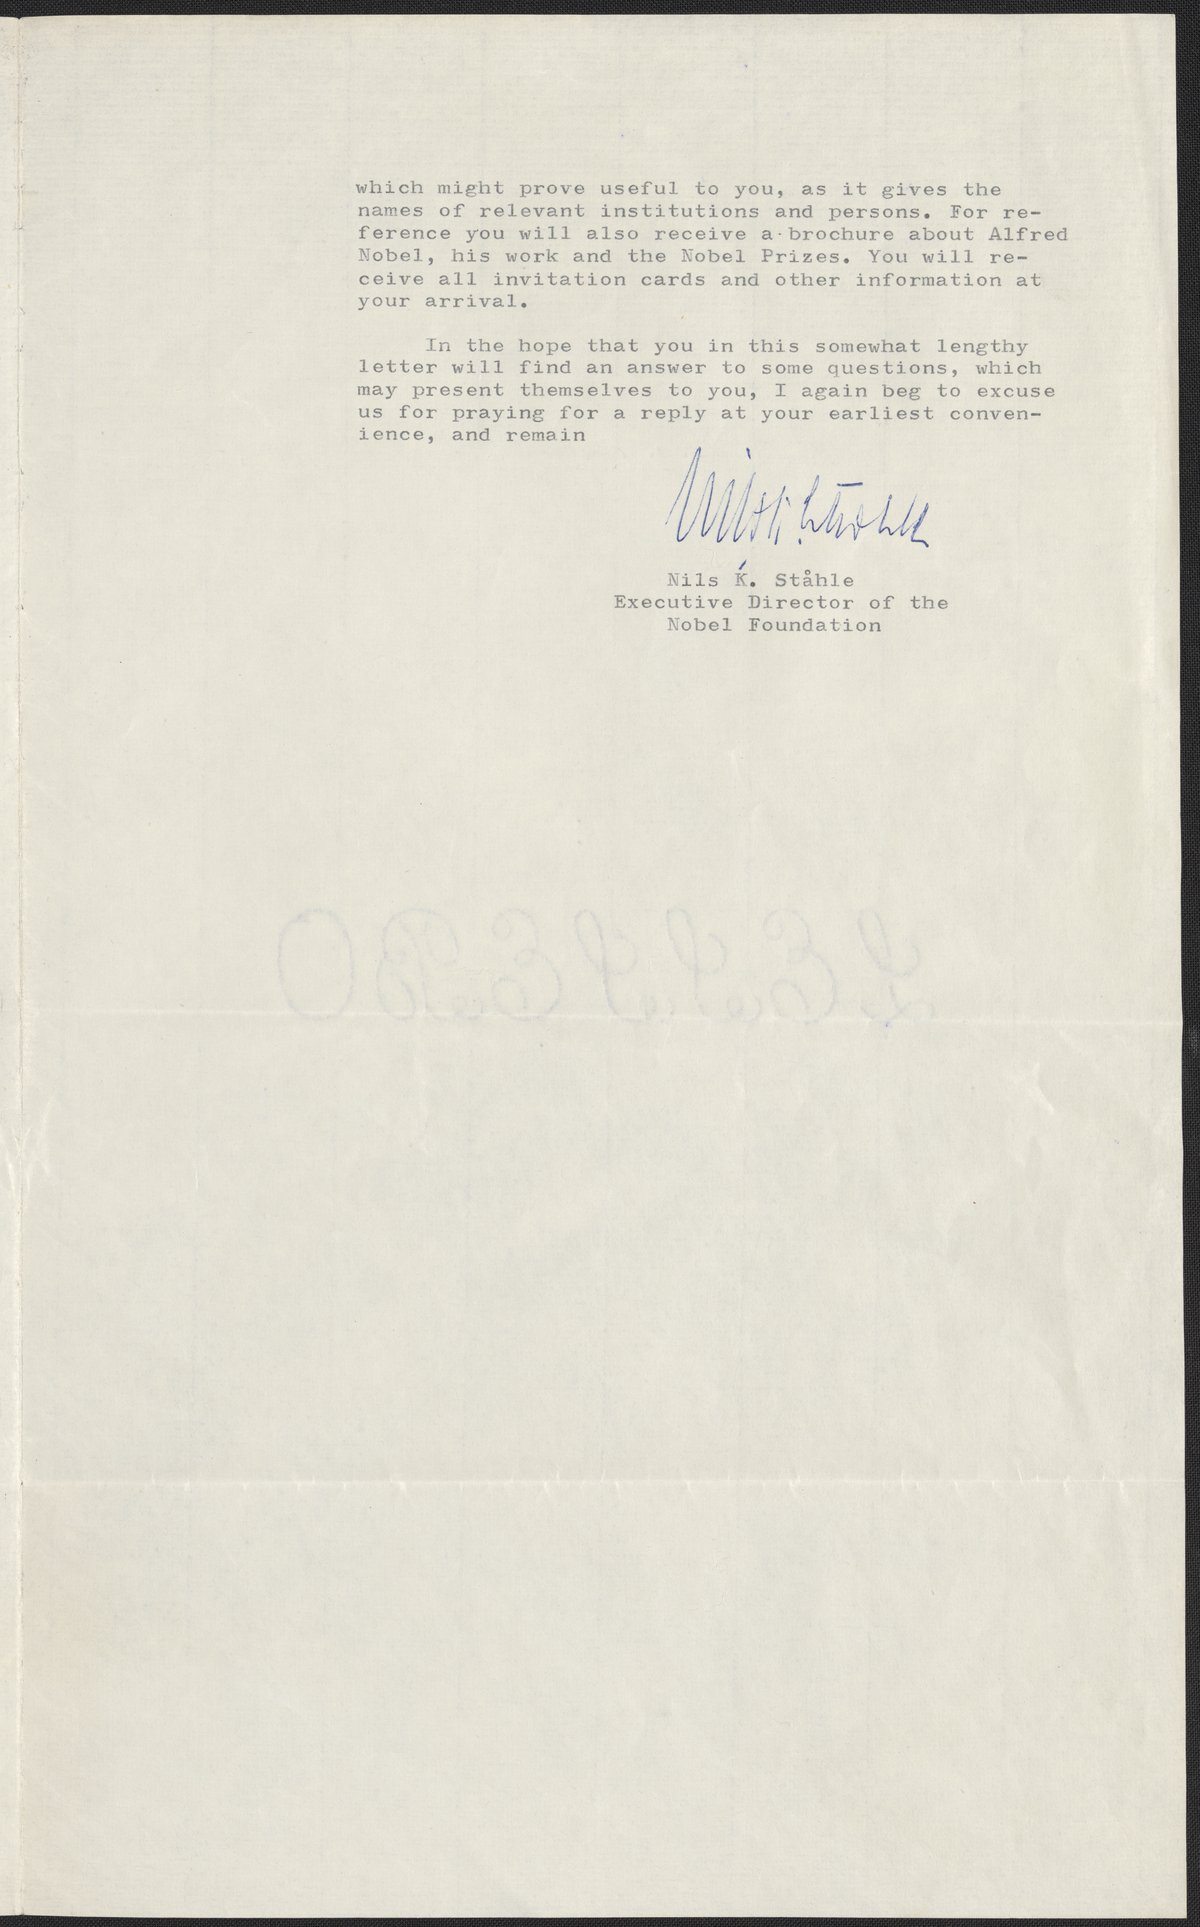 which might prove useful to you, as it gives the
names of relevant institutions and persons. For re-
ference you will also receive a brochure about Alfred
Nobel, his work and the Nobel Prizes. You will re-
ceive all invitation cards and other information at
your arrival.
In the hope that you in this somewhat lengthy
letter will find an answer to some questions, which
may present themselves to you, I again beg to excuse
us for praying for a reply at your earliest conven-
ience, and remain
Nils K. Ståhle
Nils K. Ståhle
Executive Director of the
Nobel Foundation
LESSEBO